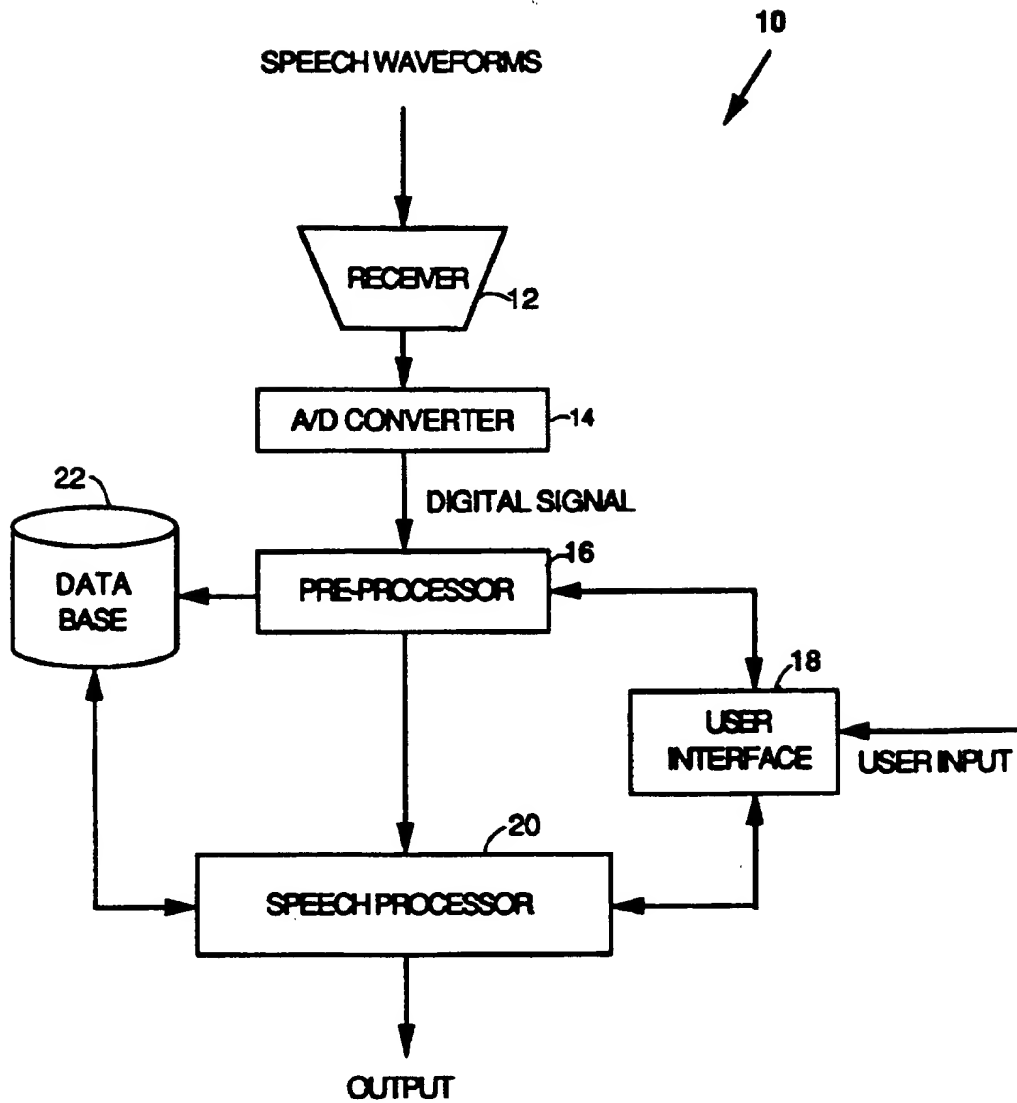 10
SPEECH WAVEFORMS
RECEIVER
12
A/D CONVERTER
14
DIGITAL SIGNAL
22
DATA
BASE
16
PRE-PROCESSOR
18
USER
INTERFACE
USER INPUT
20
SPEECH PROCESSOR
OUTPUT